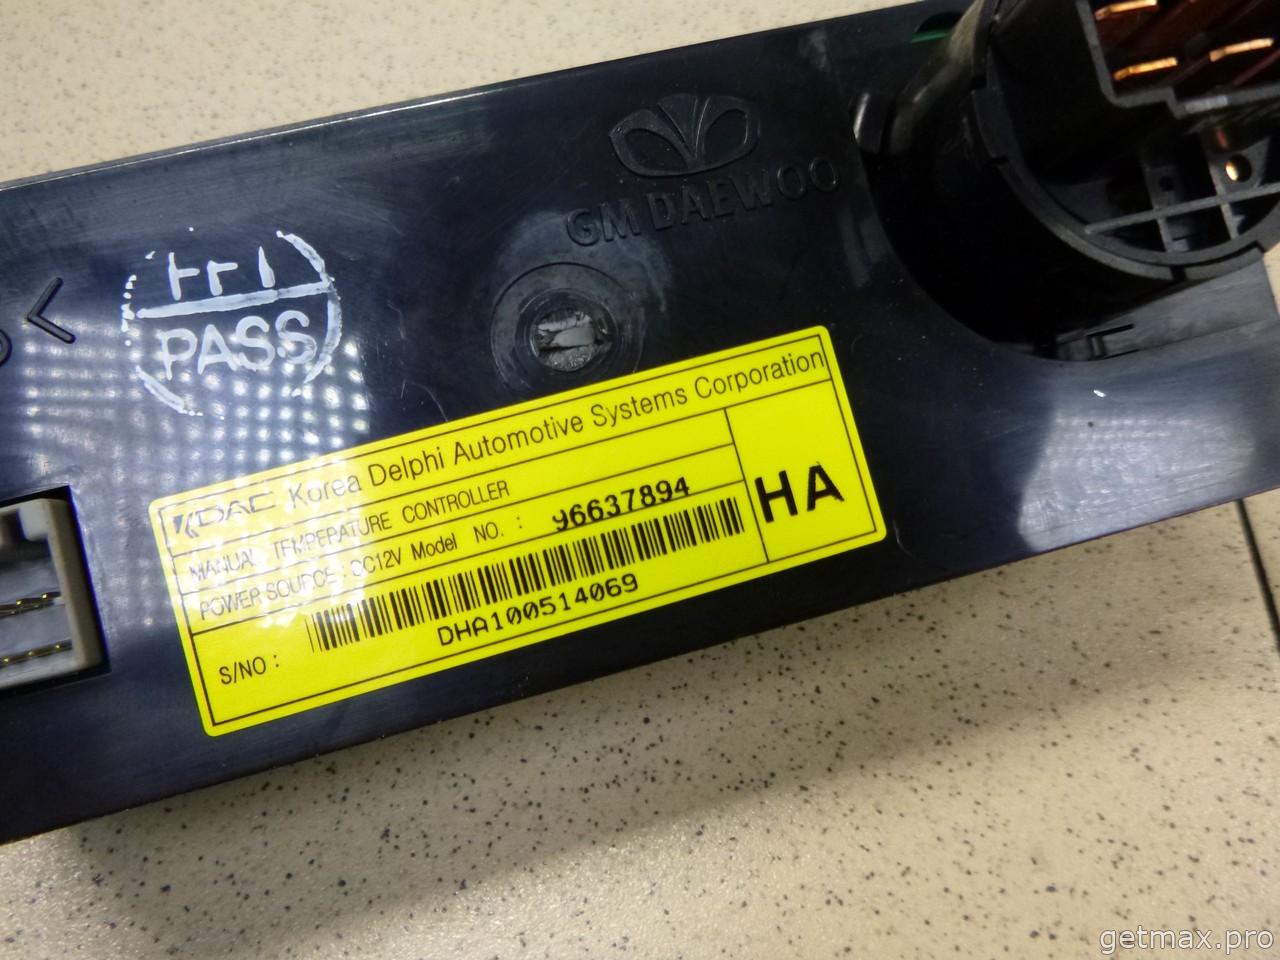 GM DAEWOO
PASS
KDAC Korea Delphi Automotive Systems Corporation
MANUAL TEMPERATURE CONTROLLER
POWER SOURCE : DC12V Model NO. : 96637894
HA
S/NO :
DHA100514069
getmax.pro